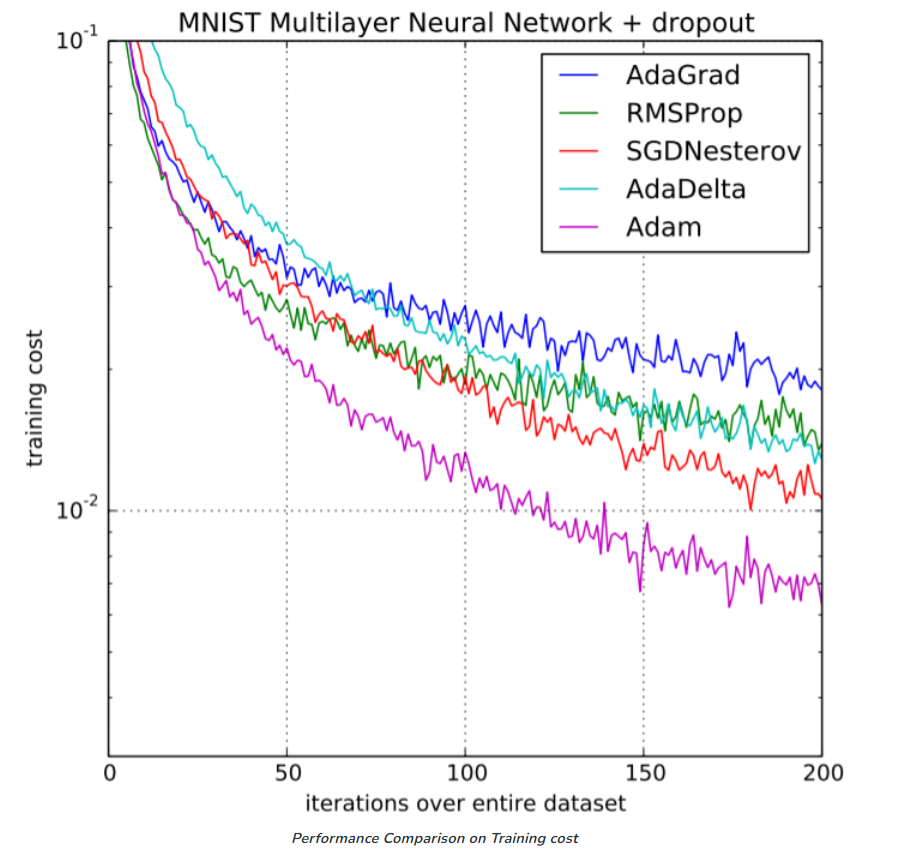 MNIST Multilayer Neural Network + dropout
10-1
AdaGrad
RMSProp
SGDNesterov
AdaDelta
Adam
training cost
10-2
0 50 100 150 200
iterations over entire dataset
Performance Comparison on Training cost